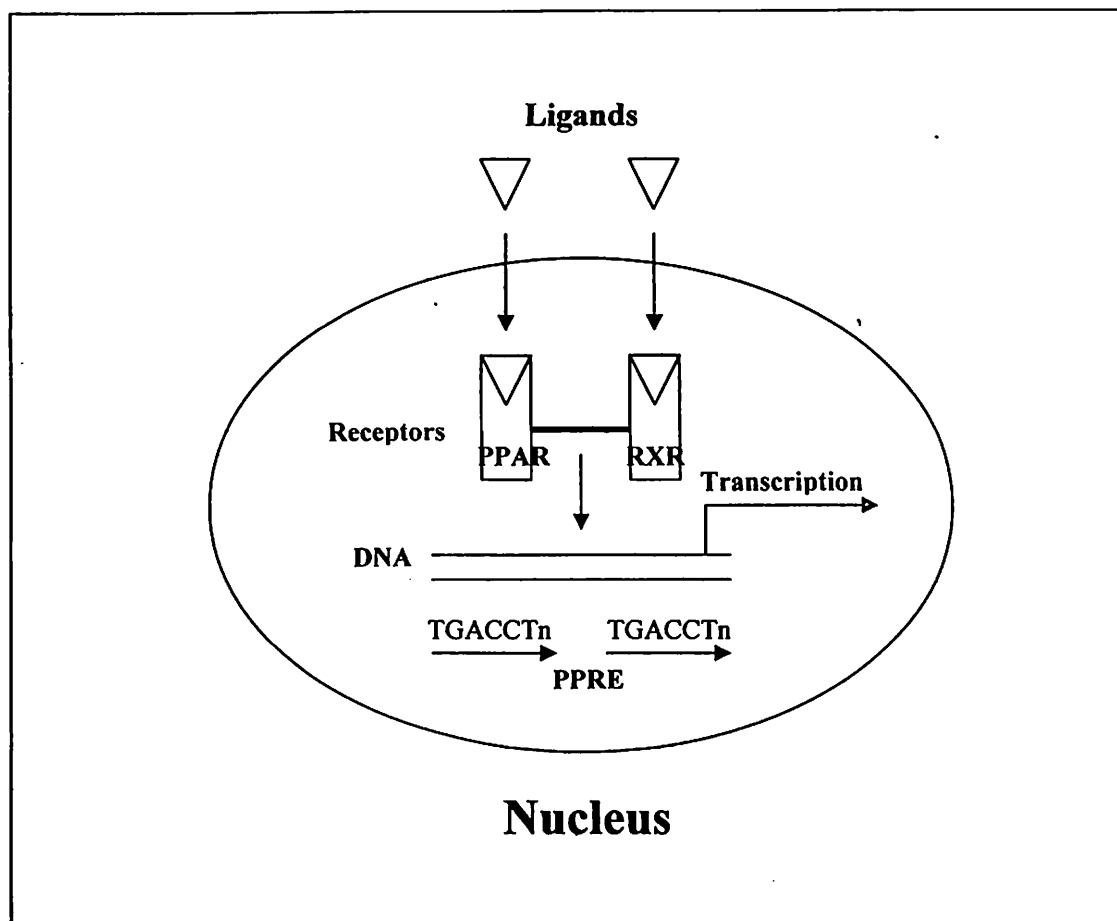 Ligands
Receptors
PPAR
RXR
Transcription
DNA
TGACCTn TGACCTn
PPRE
Nucleus